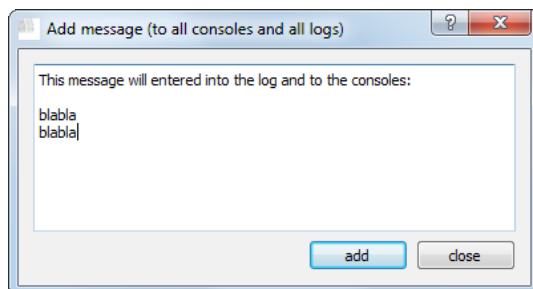 Add message (to all consoles and all logs)
?
This message will entered into the log and to the consoles:
blabla
blabla
add
close